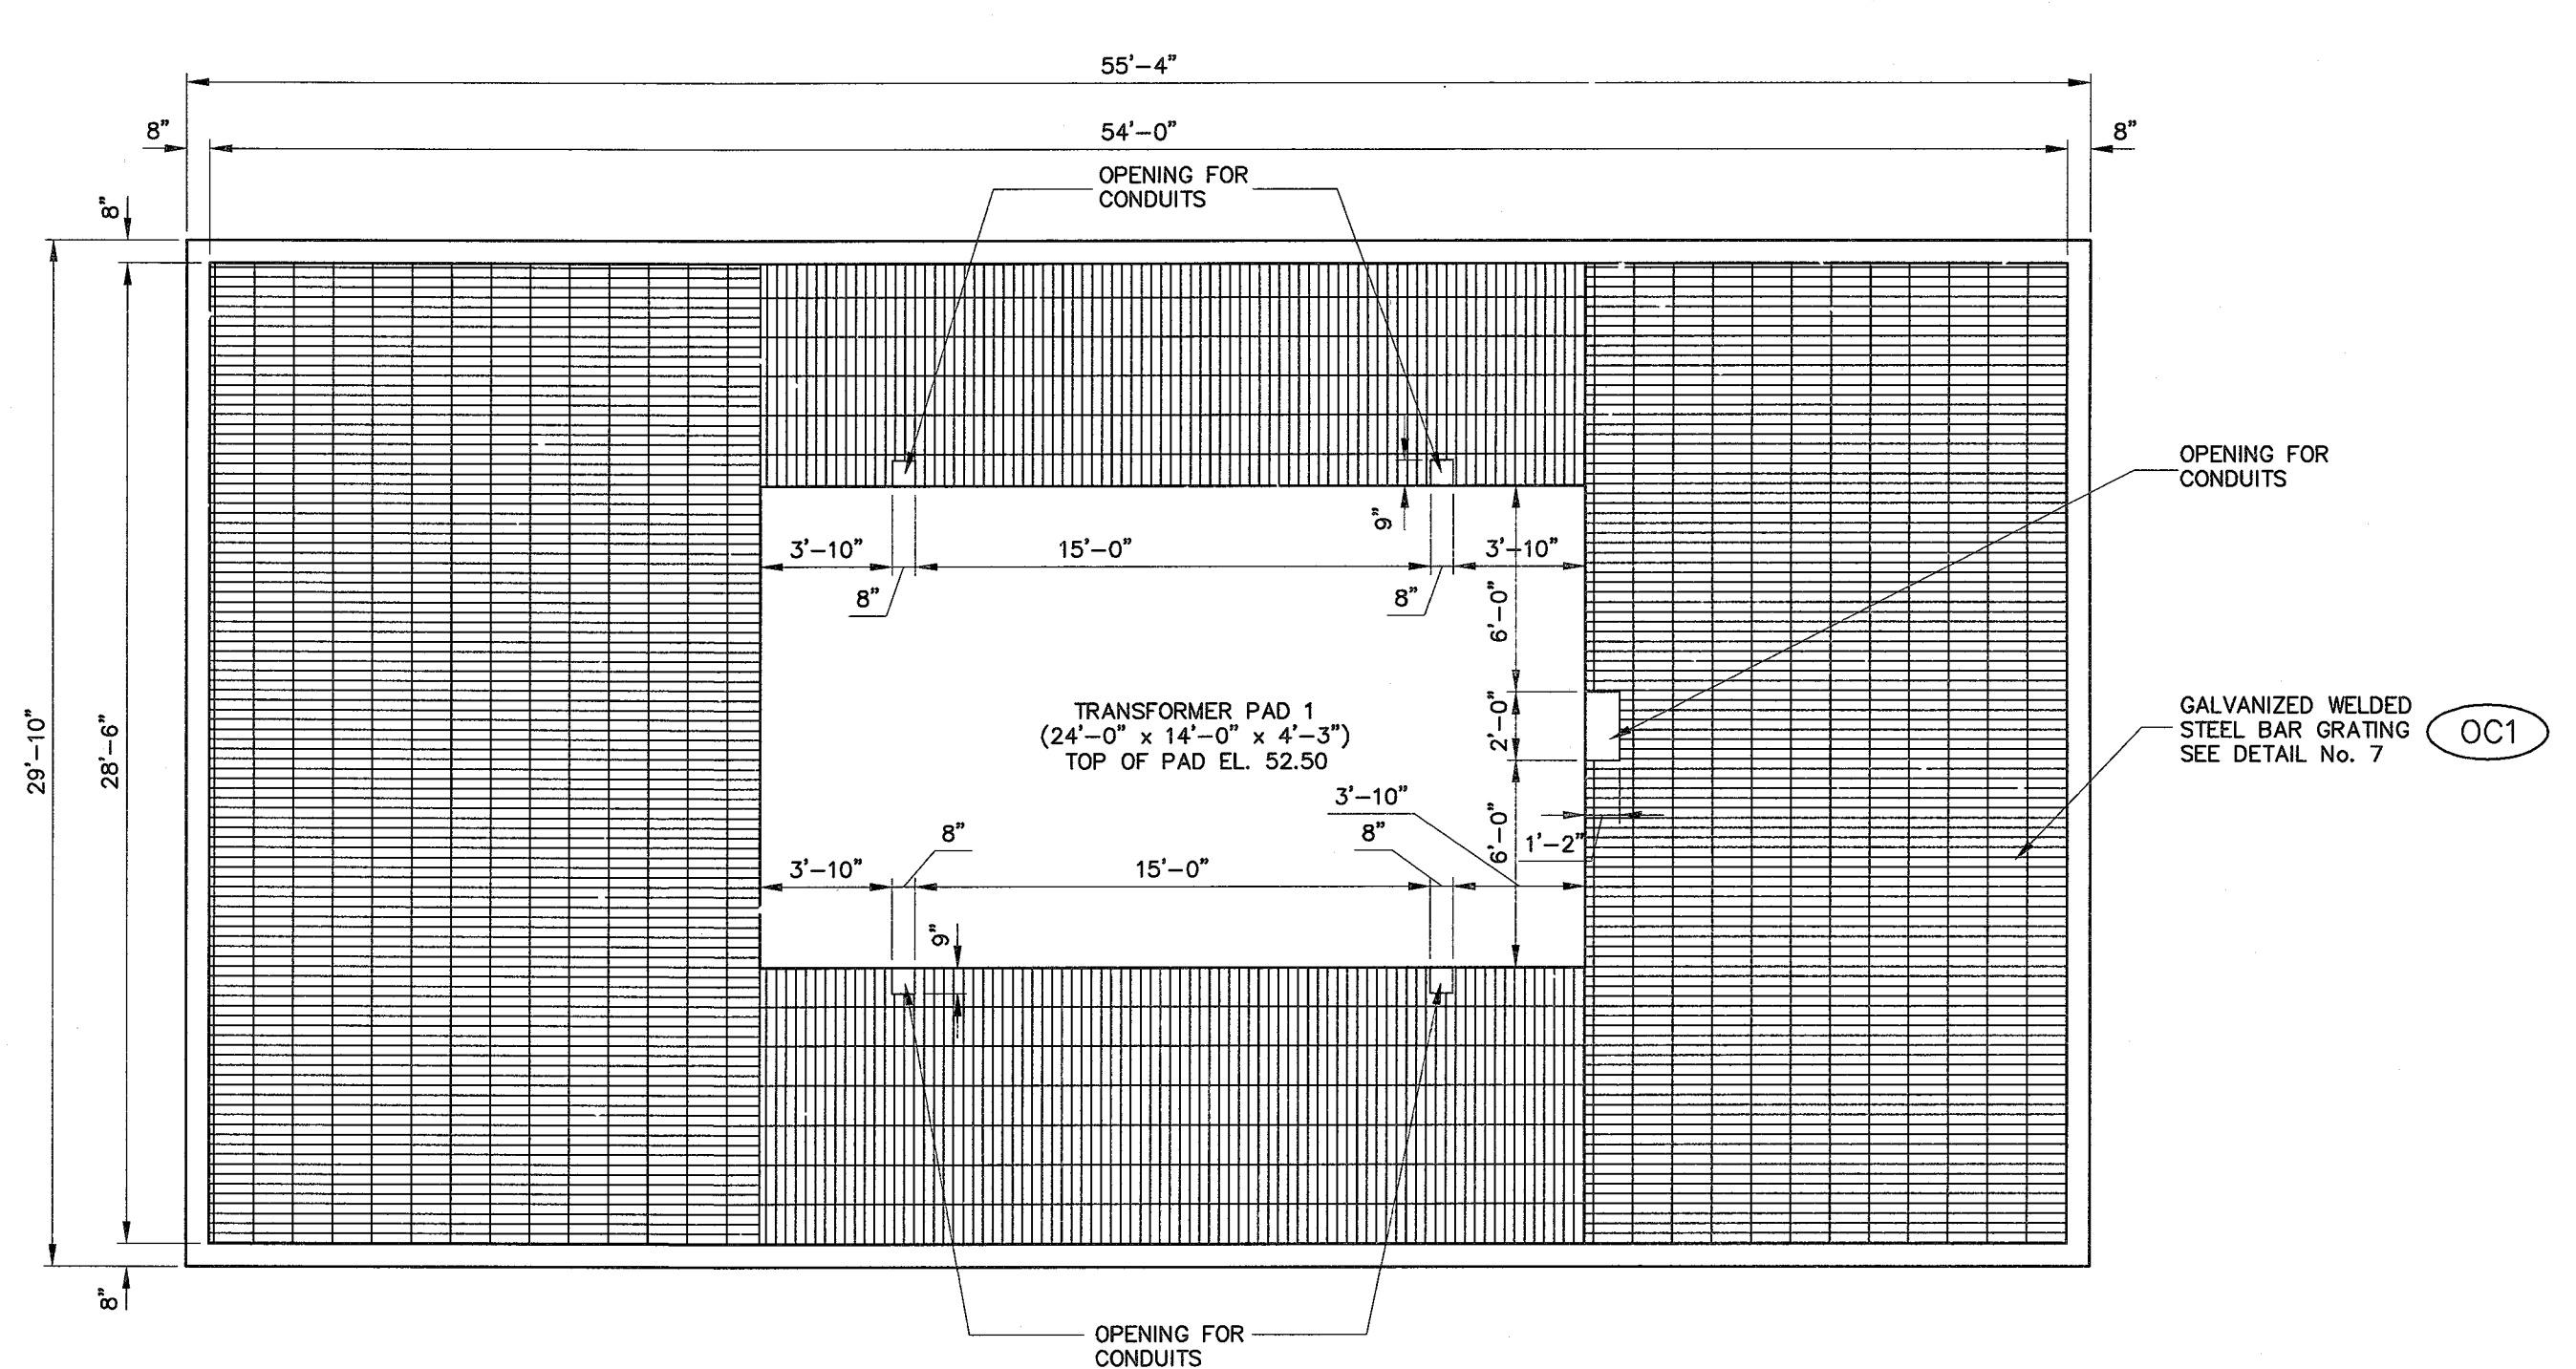 55'-4"
8"
54'-0"
8"
OPENING FOR
CONDUITS
8"
29'-10"
28'-6"
8"
OPENING FOR
CONDUITS
9"
3'-10"
15'-0"
3'-10"
8"
8"
6'-0"
2'-0"
6'-0"
TRANSFORMER PAD 1
(24'-0" x 14'-0" x 4'-3")
TOP OF PAD EL. 52.50
GALVANIZED WELDED
STEEL BAR GRATING
SEE DETAIL No. 7
OC1
3'-10"
8"
8"
1'-2"
3'-10"
15'-0"
9"
OPENING FOR
CONDUITS